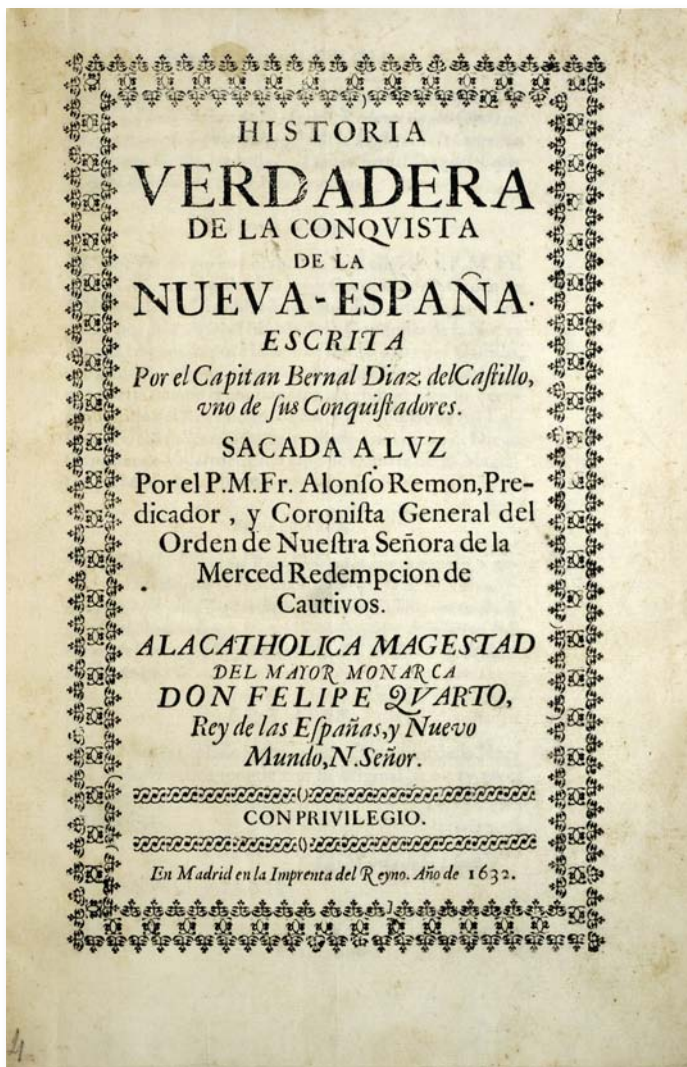 HISTORIA
VERDADERA
DE LA CONQVISTA
DE LA
NUEVA-ESPAÑA.
ESCRITA
Por el Capitan Bernal Diaz del Caſtillo,
vno de ſus Conquiſtadores.
SACADA A LVZ
Por el P.M.Fr. Alonſo Remon, Pre-
dicador, y Coroniſta General del
Orden de Nueſtra Señora de la
Merced Redempcion de
Cautivos.
A LA CATHOLICA MAGESTAD
DEL MAYOR MONARCA
DON FELIPE QVARTO,
Rey de las Eſpañas, y Nuevo
Mundo, N. Señor.
CON PRIVILEGIO.
En Madrid en la Imprenta del Reyno. Año de 1632.
4